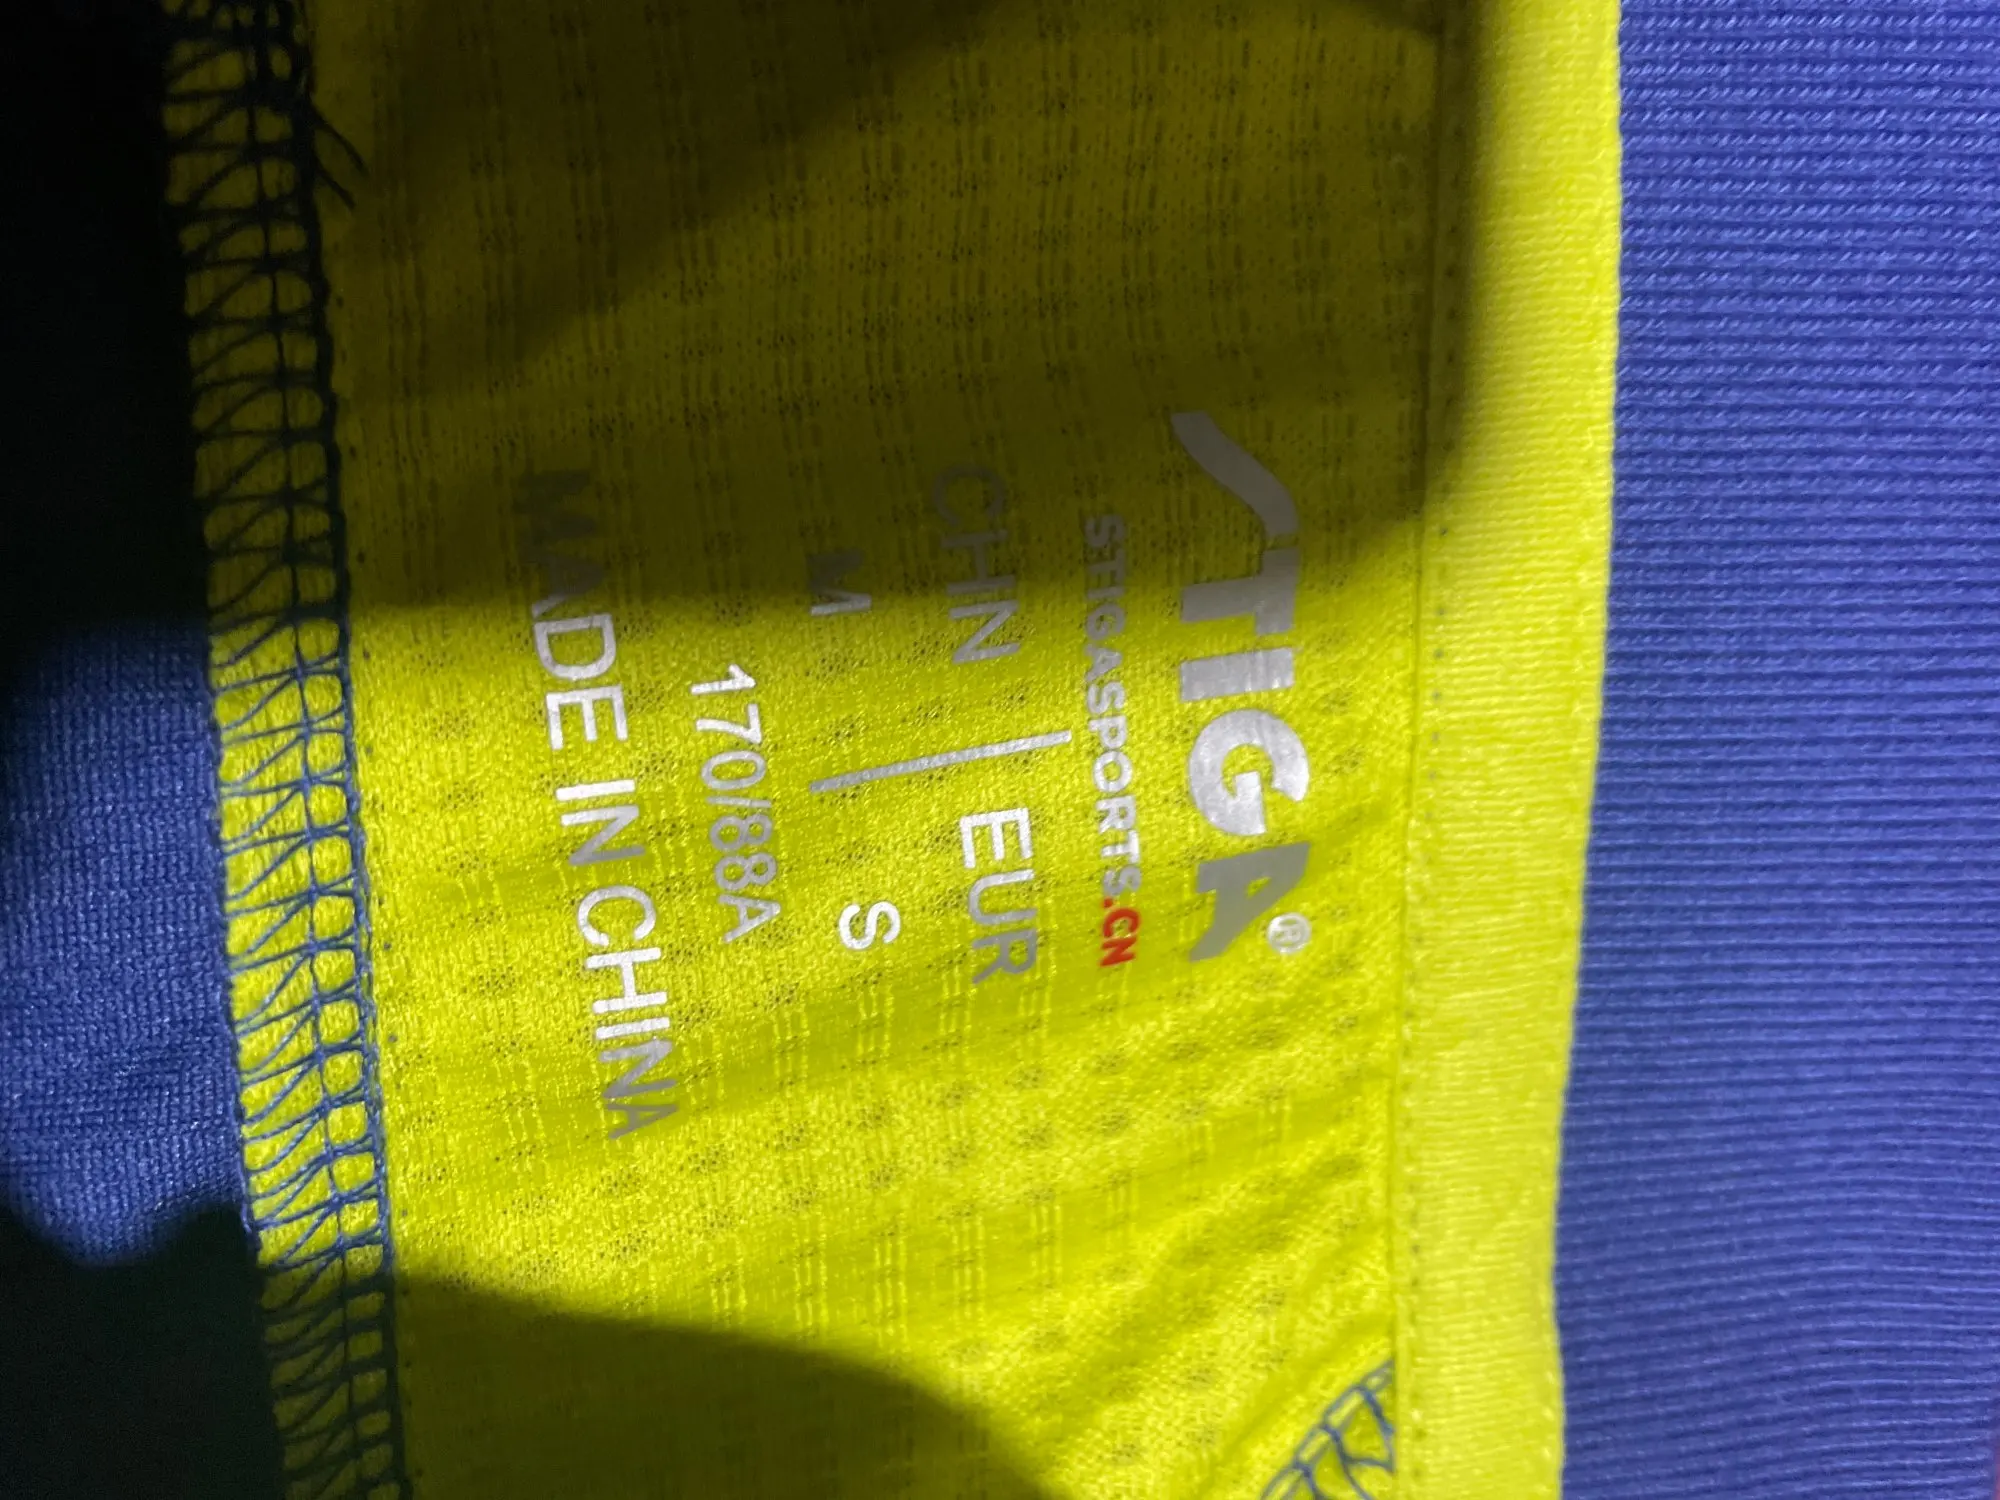 STIGA®
STIGASPORTS.CN
CHN | EUR
M | S
170/88A
MADE IN CHINA